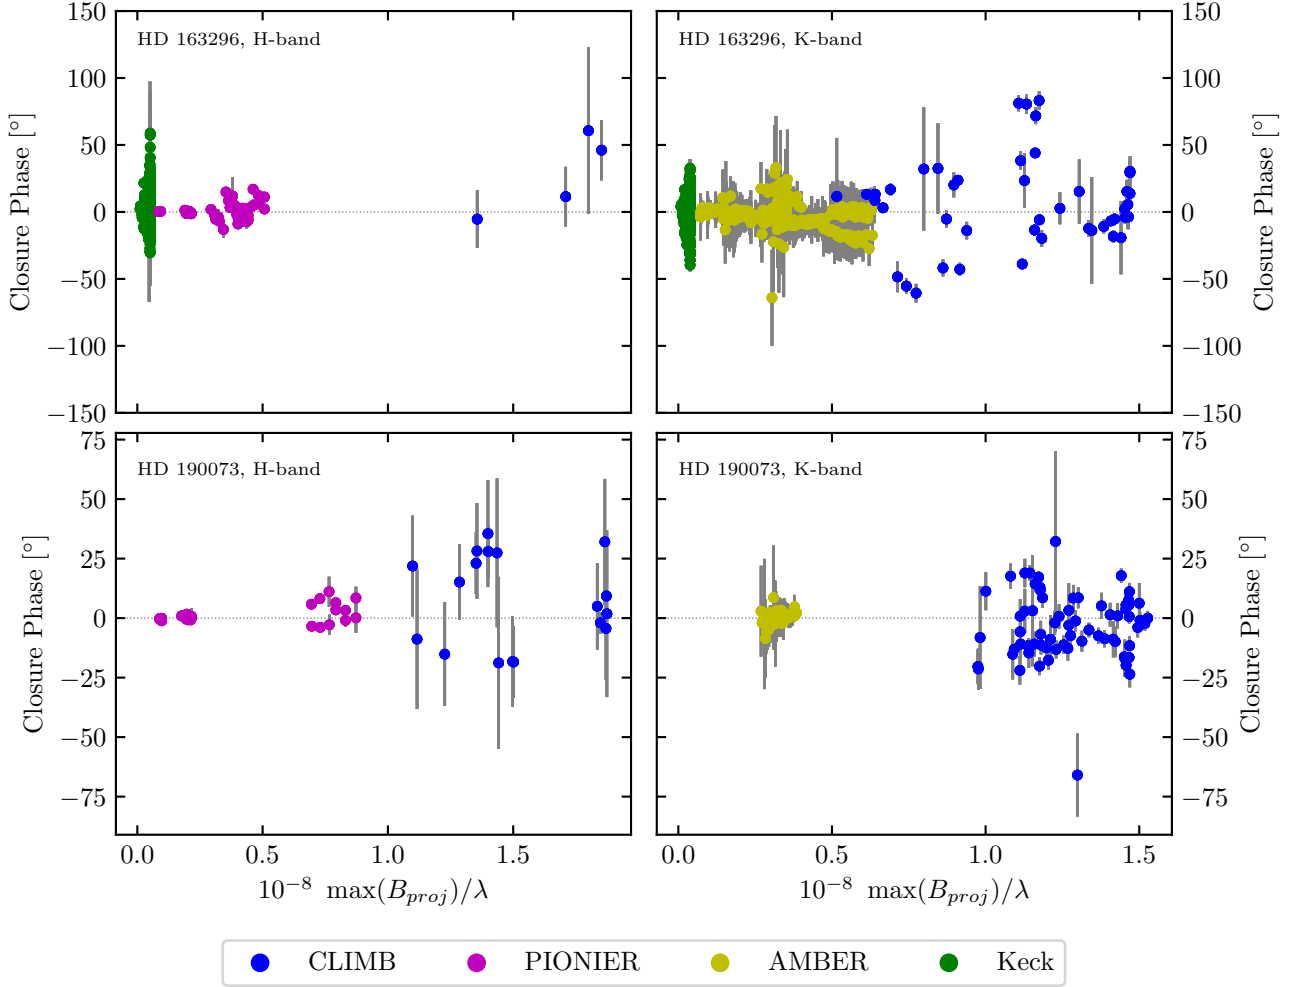 150
100
50
0
−50
−100
−150
Closure Phase [°]
HD 163296, H-band
HD 163296, K-band
150
100
50
0
−50
−100
−150
Closure Phase [°]
75
50
25
0
−25
−50
−75
Closure Phase [°]
HD 190073, H-band
HD 190073, K-band
75
50
25
0
−25
−50
−75
Closure Phase [°]
0.0 0.5 1.0 1.5
0.0 0.5 1.0 1.5
10⁻⁸ max(B_proj)/λ
10⁻⁸ max(B_proj)/λ
CLIMB PIONIER AMBER Keck